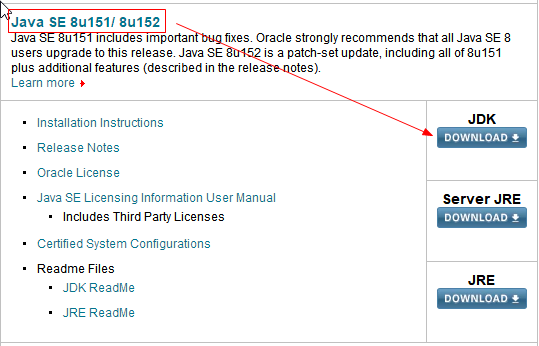 Java SE 8u151/ 8u152
Java SE 8u151 includes important bug fixes. Oracle strongly recommends that all Java SE 8
users upgrade to this release. Java SE 8u152 is a patch-set update, including all of 8u151
plus additional features (described in the release notes).
Learn more
Installation Instructions
Release Notes
Oracle License
Java SE Licensing Information User Manual
Includes Third Party Licenses
Certified System Configurations
Readme Files
JDK ReadMe
JRE ReadMe
JDK
DOWNLOAD
Server JRE
DOWNLOAD
JRE
DOWNLOAD